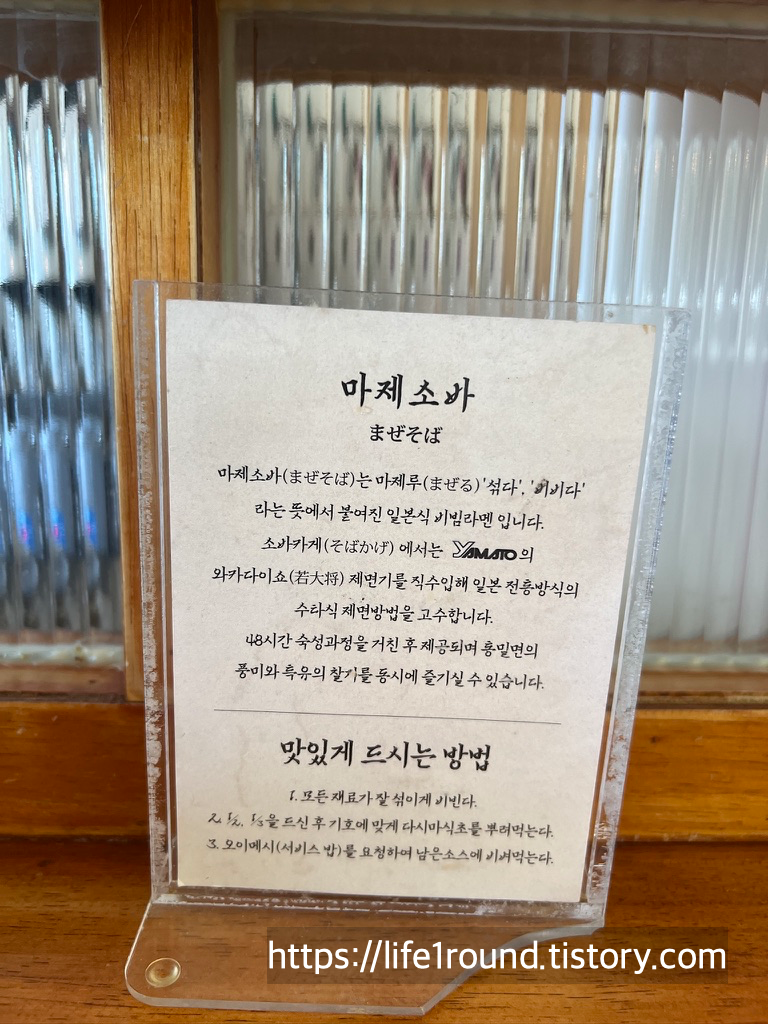 마제소바
まぜそば
마제소바(まぜそば)는 마제루(まぜる)'섞다', '비비다'
라는 뜻에서 붙여진 일본식 비빔라멘 입니다.
소바카게(そばかげ) 에서는 YAMATO의
와카다이쇼(若大将) 제면기를 직수입해 일본 전통방식의
수타식 제면방법을 고수합니다.
48시간 숙성과정을 거친 후 제공되며 통밀면의
풍미와 특유의 찰기를 동시에 즐기실 수 있습니다.
맛있게 드시는 방법
1. 모든 재료가 잘 섞이게 비빈다.
2. 1/2, 1/3을 드신 후 기호에 맞게 다시마식초를 뿌려먹는다.
3. 오이메시(서비스 밥)를 요청하여 남은소스에 비벼먹는다.
https://life1round.tistory.com